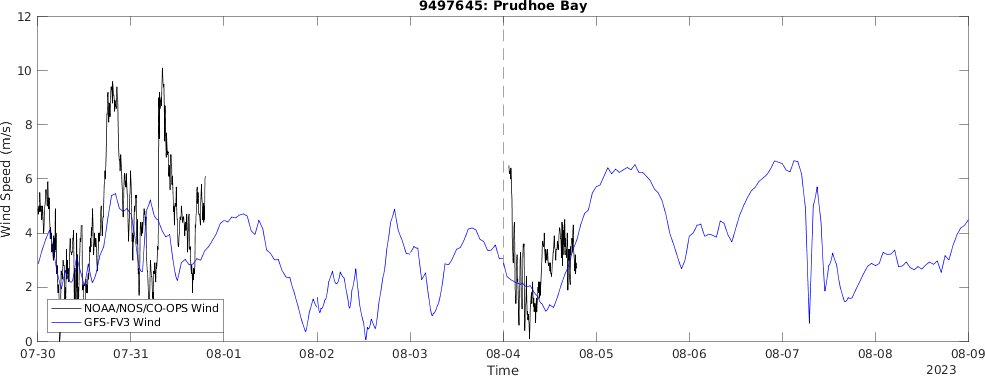 9497645: Prudhoe Bay
12
10
8
6
4
2
0
Wind Speed (m/s)
NOAA/NOS/CO-OPS Wind
GFS-FV3 Wind
07-30 07-31 08-01 08-02 08-03 08-04 08-05 08-06 08-07 08-08 08-09
Time
2023